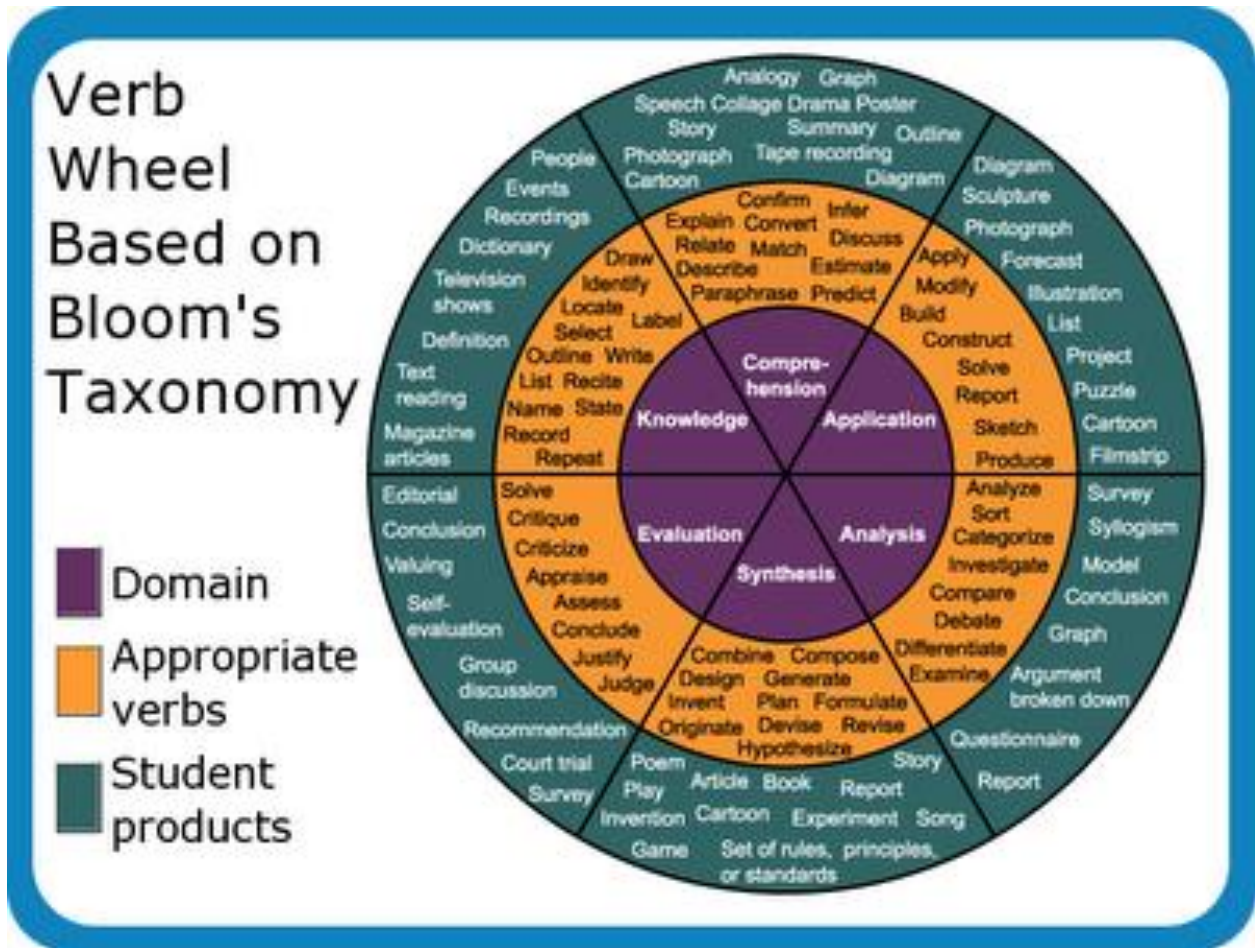 Verb
Wheel
Based on
Bloom's
Taxonomy
Domain
Appropriate
verbs
Student
products
Analogy Graph
Speech Collage Drama Poster
Story Summary Outline
Photograph Tape recording
Cartoon Diagram
Confirm Infer
Explain Convert
Relate Match Discuss
Describe Estimate
Paraphrase Predict
Compre-
hension
Diagram
Sculpture
Photograph
Forecast
Illustration
List
Project
Puzzle
Cartoon
Filmstrip
Apply
Modify
Build
Construct
Solve
Report
Sketch
Produce
Application
Survey
Syllogism
Model
Conclusion
Graph
Argument
broken down
Questionnaire
Report
Analyze
Sort
Categorize
Investigate
Compare
Debate
Differentiate
Examine
Analysis
Synthesis
Combine Compose
Design Generate
Invent Plan Formulate
Originate Devise Revise
Hypothesize
Poem Story
Play Article Book Report
Invention Cartoon Experiment Song
Game Set of rules, principles,
or standards
Evaluation
Solve
Critique
Criticize
Appraise
Assess
Conclude
Justify
Judge
Editorial
Conclusion
Valuing
Self-
evaluation
Group
discussion
Recommendation
Court trial
Survey
Knowledge
Draw
Identify
Locate
Label
Select
Outline Write
List Recite
Name State
Record
Repeat
People
Events
Recordings
Dictionary
Television
shows
Definition
Text
reading
Magazine
articles